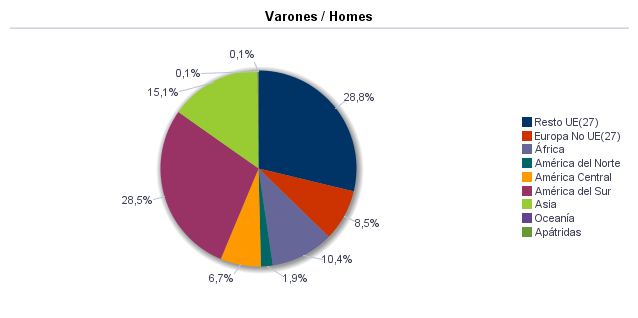 Varones / Homes
0,1%
0,1%
15,1%
28,8%
28,5%
8,5%
10,4%
1,9%
6,7%
Resto UE(27)
Europa No UE(27)
África
América del Norte
América Central
América del Sur
Asia
Oceanía
Apátridas